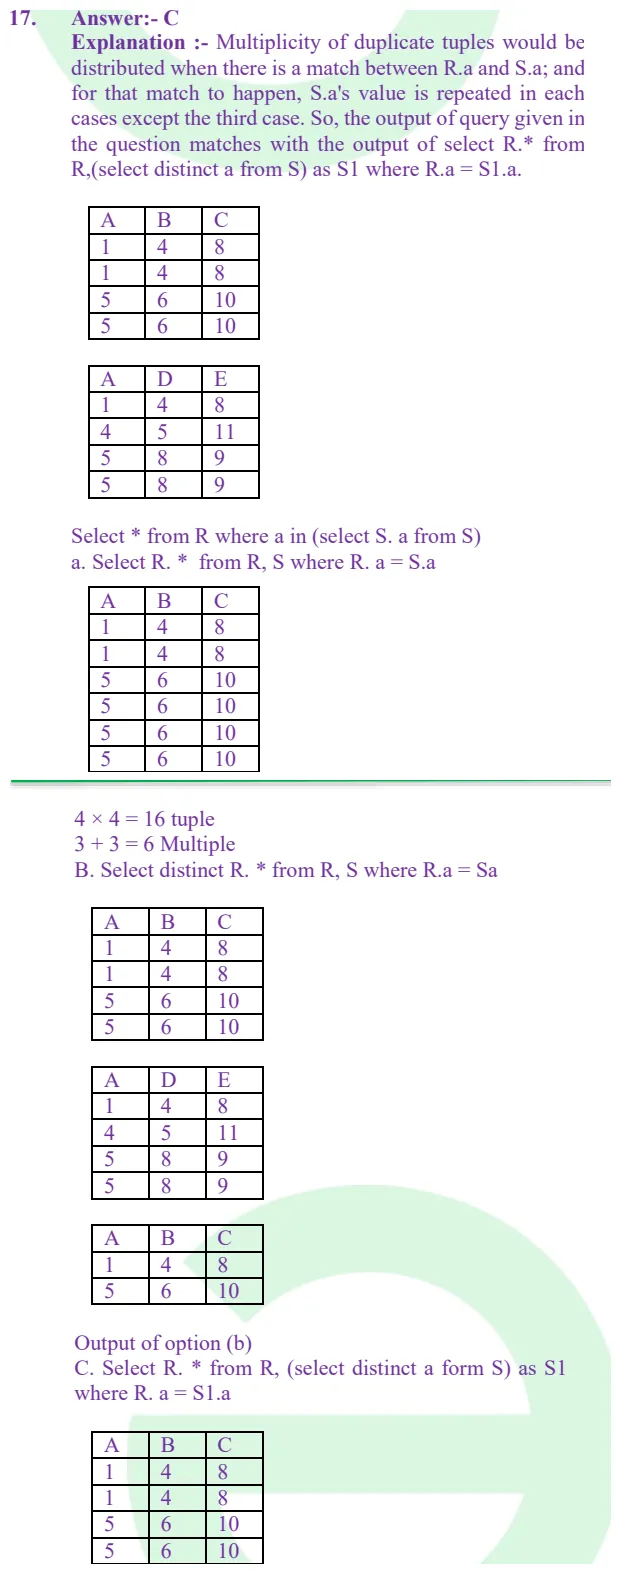 17. Answer:- C
Explanation :- Multiplicity of duplicate tuples would be
distributed when there is a match between R.a and S.a; and
for that match to happen, S.a's value is repeated in each
cases except the third case. So, the output of query given in
the question matches with the output of select R.* from
R,(select distinct a from S) as S1 where R.a = S1.a.
A B C
1 4 8
1 4 8
5 6 10
5 6 10
A D E
1 4 8
4 5 11
5 8 9
5 8 9
Select * from R where a in (select S. a from S)
a. Select R. * from R, S where R. a = S.a
A B C
1 4 8
1 4 8
5 6 10
5 6 10
5 6 10
5 6 10
4 × 4 = 16 tuple
3 + 3 = 6 Multiple
B. Select distinct R. * from R, S where R.a = Sa
A B C
1 4 8
1 4 8
5 6 10
5 6 10
A D E
1 4 8
4 5 11
5 8 9
5 8 9
A B C
1 4 8
5 6 10
Output of option (b)
C. Select R. * from R, (select distinct a form S) as S1
where R. a = S1.a
A B C
1 4 8
1 4 8
5 6 10
5 6 10